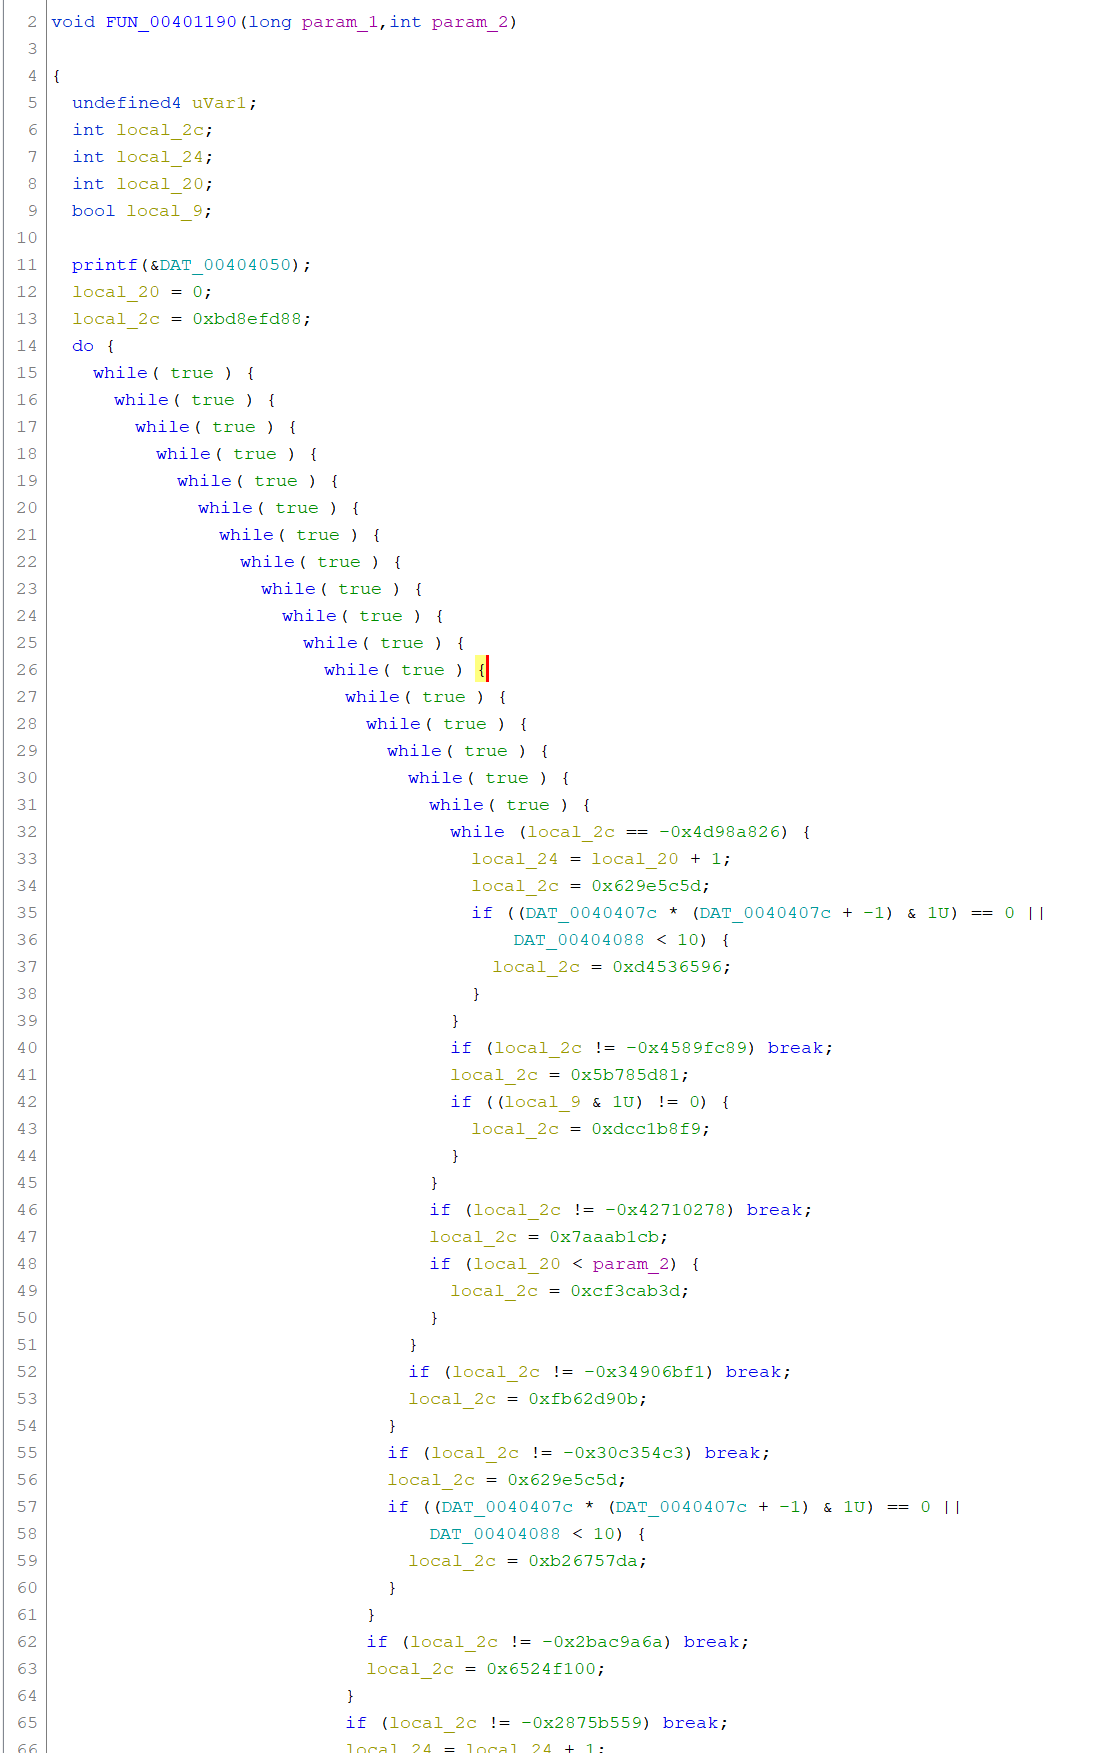 2 void FUN_00401190(long param_1,int param_2)
3
4 {
5 undefined4 uVar1;
6 int local_2c;
7 int local_24;
8 int local_20;
9 bool local_9;
10
11 printf(&DAT_00404050);
12 local_20 = 0;
13 local_2c = 0xbd8efd88;
14 do {
15 while( true ) {
16 while( true ) {
17 while( true ) {
18 while( true ) {
19 while( true ) {
20 while( true ) {
21 while( true ) {
22 while( true ) {
23 while( true ) {
24 while( true ) {
25 while( true ) {
26 while( true ) {
27 while( true ) {
28 while( true ) {
29 while( true ) {
30 while( true ) {
31 while( true ) {
32 while (local_2c == -0x4d98a826) {
33 local_24 = local_20 + 1;
34 local_2c = 0x629e5c5d;
35 if ((DAT_0040407c * (DAT_0040407c + -1) & 1U) == 0 ||
36 DAT_00404088 < 10) {
37 local_2c = 0xd4536596;
38 }
39 }
40 if (local_2c != -0x4589fc89) break;
41 local_2c = 0x5b785d81;
42 if ((local_9 & 1U) != 0) {
43 local_2c = 0xdcc1b8f9;
44 }
45 }
46 if (local_2c != -0x42710278) break;
47 local_2c = 0x7aaab1cb;
48 if (local_20 < param_2) {
49 local_2c = 0xcf3cab3d;
50 }
51 }
52 if (local_2c != -0x34906bf1) break;
53 local_2c = 0xfb62d90b;
54 }
55 if (local_2c != -0x30c354c3) break;
56 local_2c = 0x629e5c5d;
57 if ((DAT_0040407c * (DAT_0040407c + -1) & 1U) == 0 ||
58 DAT_00404088 < 10) {
59 local_2c = 0xb26757da;
60 }
61 }
62 if (local_2c != -0x2bac9a6a) break;
63 local_2c = 0x6524f100;
64 }
65 if (local_2c != -0x2875b559) break;
66 local_24 = local_24 + 1;